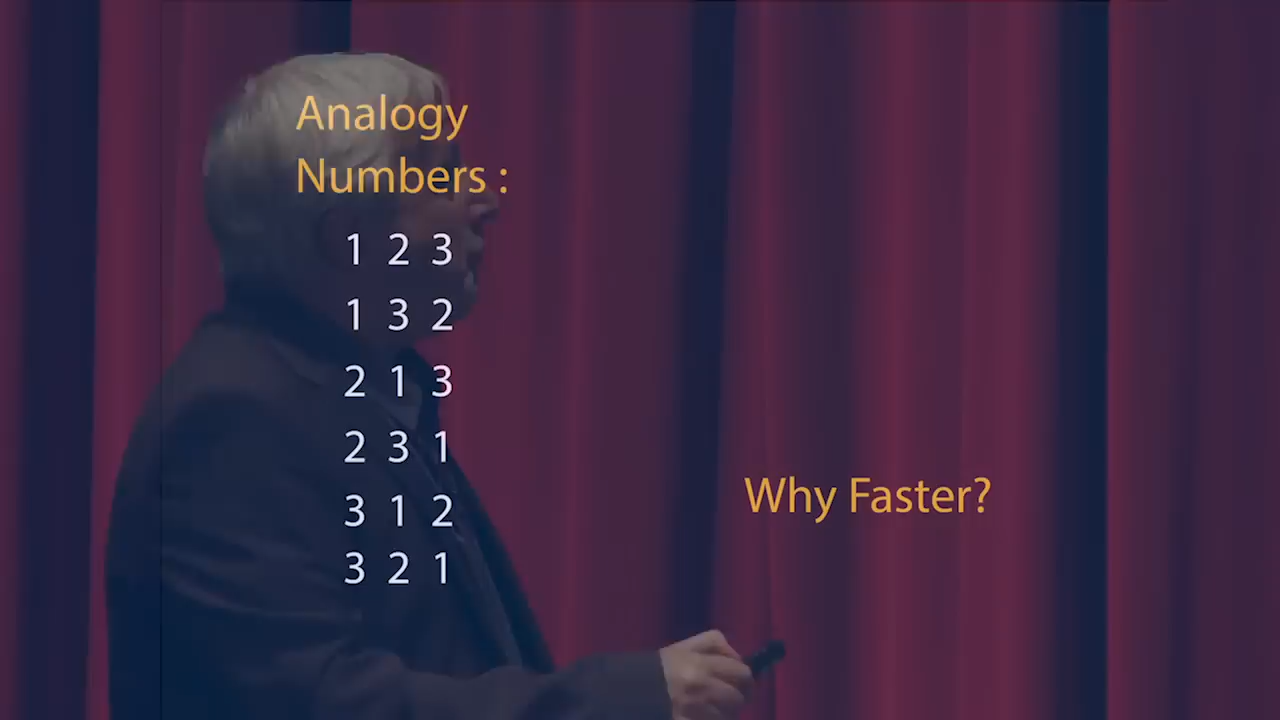 Analogy
Numbers :
1 2 3
1 3 2
2 1 3
2 3 1
3 1 2
3 2 1
Why Faster?